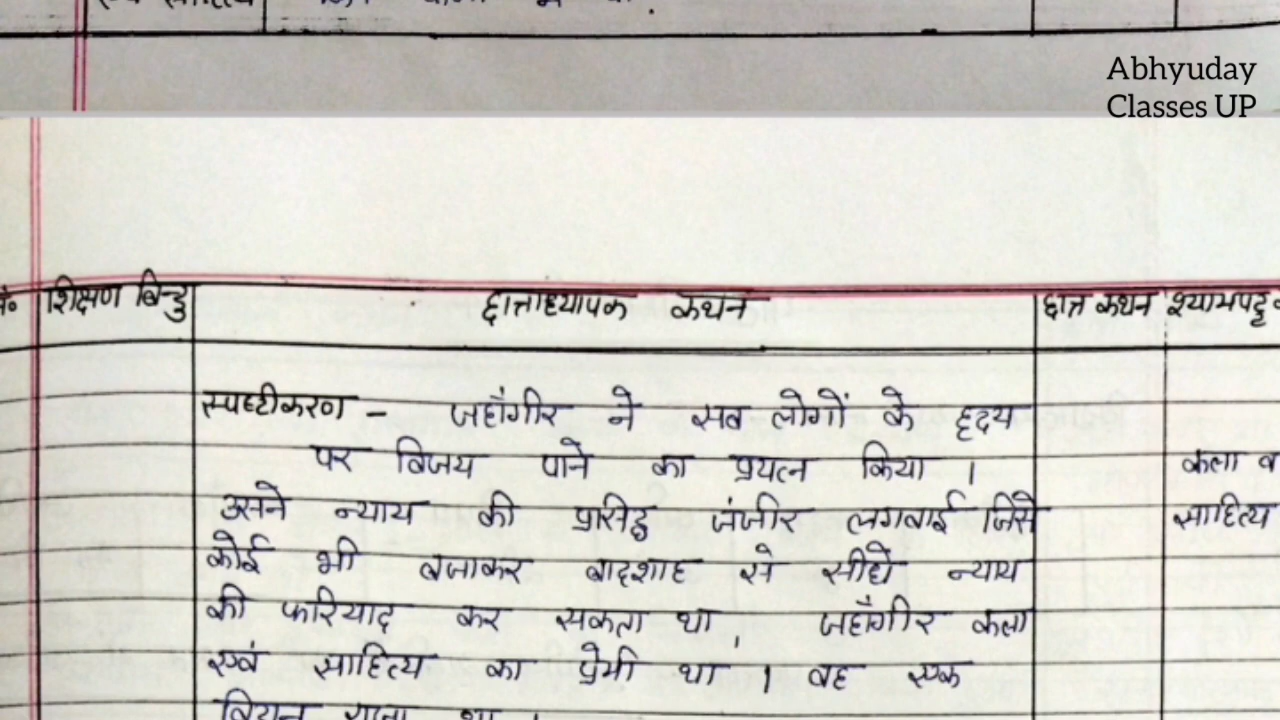 Abhyuday
Classes UP
शिक्षण बिन्दु छात्राध्यापक कथन छात्र कथन श्यामपट्ट
स्पष्टीकरण - जहाँगीर ने सब लोगों के हृदय
पर विजय पाने का प्रयत्न किया । कला व
उसने न्याय की प्रसिद्ध जंजीर लगवाई जिसे साहित्य
कोई भी बजाकर बादशाह से सीधे न्याय
की फरियाद कर सकता था । जहाँगीर कला
एवं साहित्य का प्रेमी था । वह एक